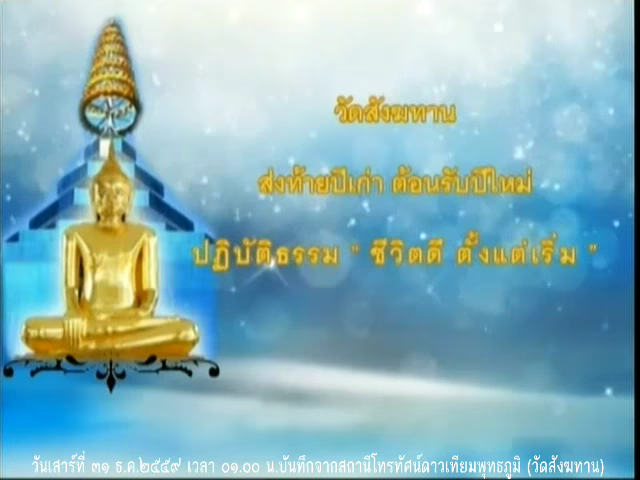 วัดสังฆทาน
ส่งท้ายปีเก่า ต้อนรับปีใหม่
ปฏิบัติธรรม " ชีวิตดี ตั้งแต่เริ่ม "
วันเสาร์ที่ ๓๑ ธ.ค.๒๕๕๙ เวลา ๐๑.๐๐ น.บันทึกจากสถานีโทรทัศน์ดาวเทียมพุทธภูมิ (วัดสังฆทาน)